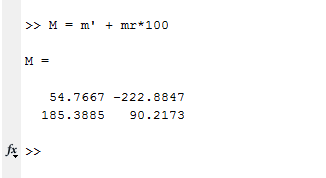 >> M = m' + mr*100
M =
54.7667 -222.8847
185.3885 90.2173
fx >>